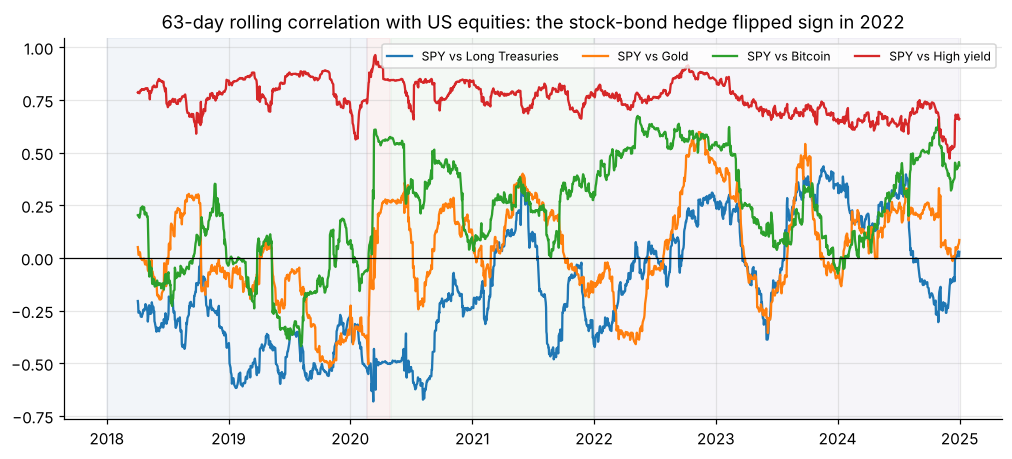 63-day rolling correlation with US equities: the stock-bond hedge flipped sign in 2022
SPY vs Long Treasuries SPY vs Gold SPY vs Bitcoin SPY vs High yield
1.00
0.75
0.50
0.25
0.00
−0.25
−0.50
−0.75
2018 2019 2020 2021 2022 2023 2024 2025